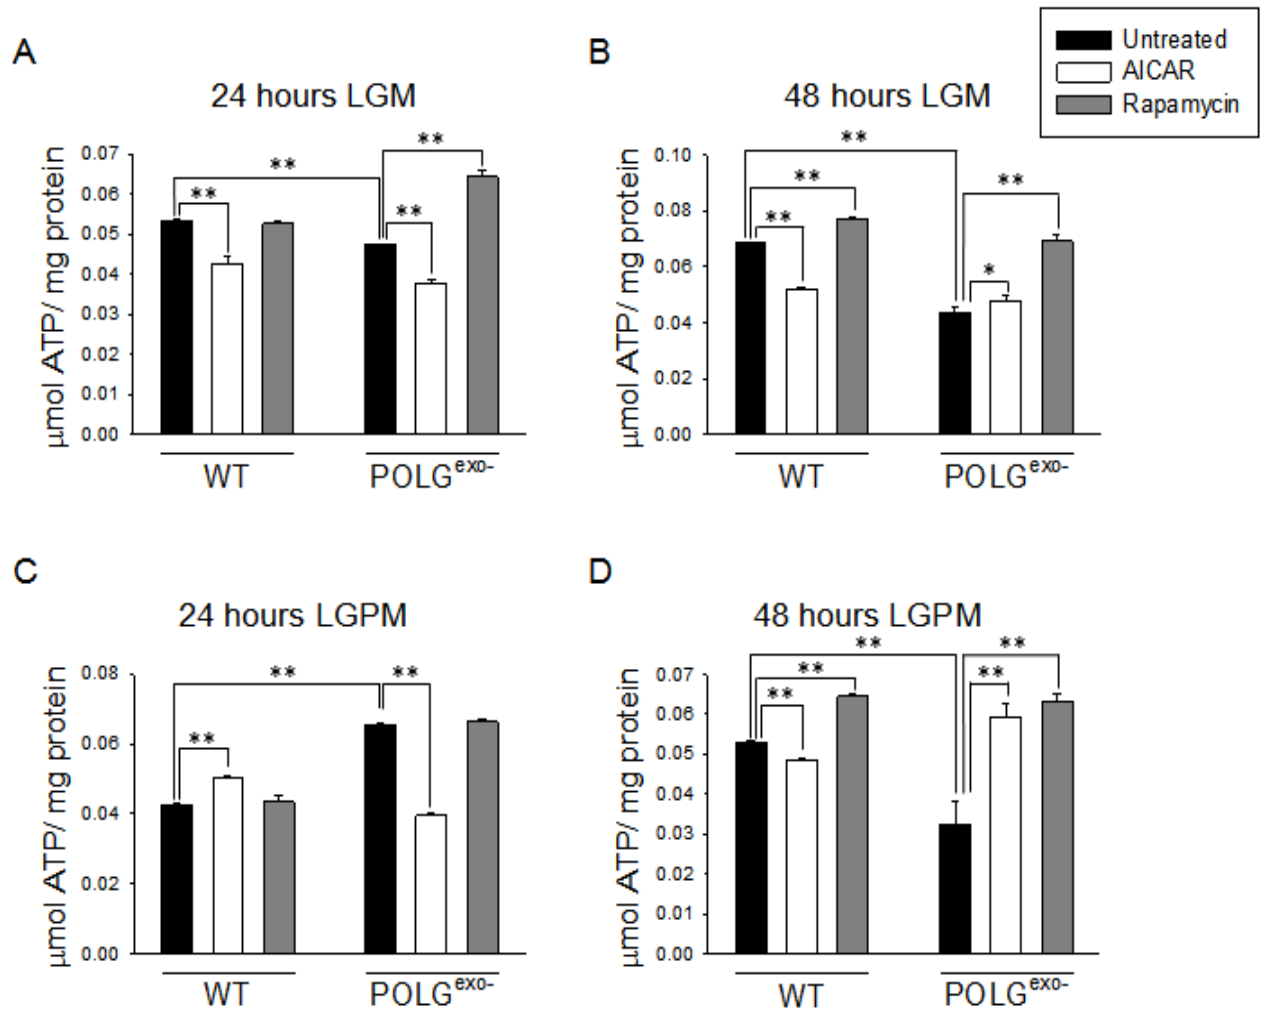 Untreated
AICAR
Rapamycin
A
24 hours LGM
μmol ATP/ mg protein
0.07
0.06
0.05
0.04
0.03
0.02
0.01
0.00
**
**
**
**
WT
POLGexo-
B
48 hours LGM
μmol ATP/ mg protein
0.10
0.08
0.06
0.04
0.02
0.00
**
**
**
**
*
WT
POLGexo-
C
24 hours LGPM
μmol ATP/ mg protein
0.08
0.06
0.04
0.02
0.00
**
**
**
WT
POLGexo-
D
48 hours LGPM
μmol ATP/ mg protein
0.07
0.06
0.05
0.04
0.03
0.02
0.01
0.00
**
**
**
**
**
WT
POLGexo-